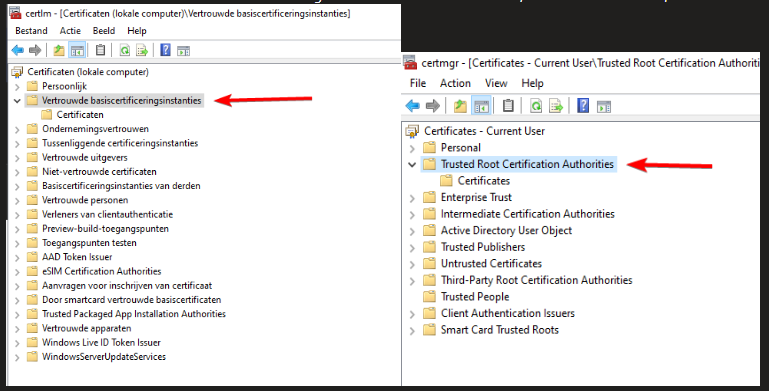 certlm - [Certificaten (lokale computer)\Vertrouwde basiscertificeringsinstanties]
Bestand Actie Beeld Help
Certificaten (lokale computer)
Persoonlijk
Vertrouwde basiscertificeringsinstanties
Certificaten
Ondernemingsvertrouwen
Tussenliggende certificeringsinstanties
Vertrouwde uitgevers
Niet-vertrouwde certificaten
Basiscertificeringsinstanties van derden
Vertrouwde personen
Verleners van clientauthenticatie
Preview-build-toegangspunten
Toegangspunten testen
AAD Token Issuer
eSIM Certification Authorities
Aanvragen voor inschrijven van certificaat
Door smartcard vertrouwde basiscertificaten
Trusted Packaged App Installation Authorities
Vertrouwde apparaten
Windows Live ID Token Issuer
WindowsServerUpdateServices
certmgr - [Certificates - Current User\Trusted Root Certification Authoriti
File Action View Help
Certificates - Current User
Personal
Trusted Root Certification Authorities
Certificates
Enterprise Trust
Intermediate Certification Authorities
Active Directory User Object
Trusted Publishers
Untrusted Certificates
Third-Party Root Certification Authorities
Trusted People
Client Authentication Issuers
Smart Card Trusted Roots